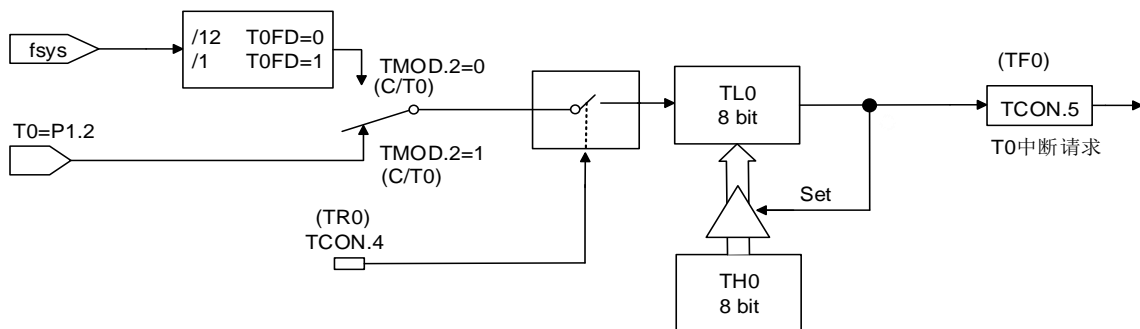 fsys
/12 T0FD=0
/1 T0FD=1
TMOD.2=0
(C/T0)
T0=P1.2
TMOD.2=1
(C/T0)
(TR0)
TCON.4
TL0
8 bit
Set
TH0
8 bit
(TF0)
TCON.5
T0中断请求